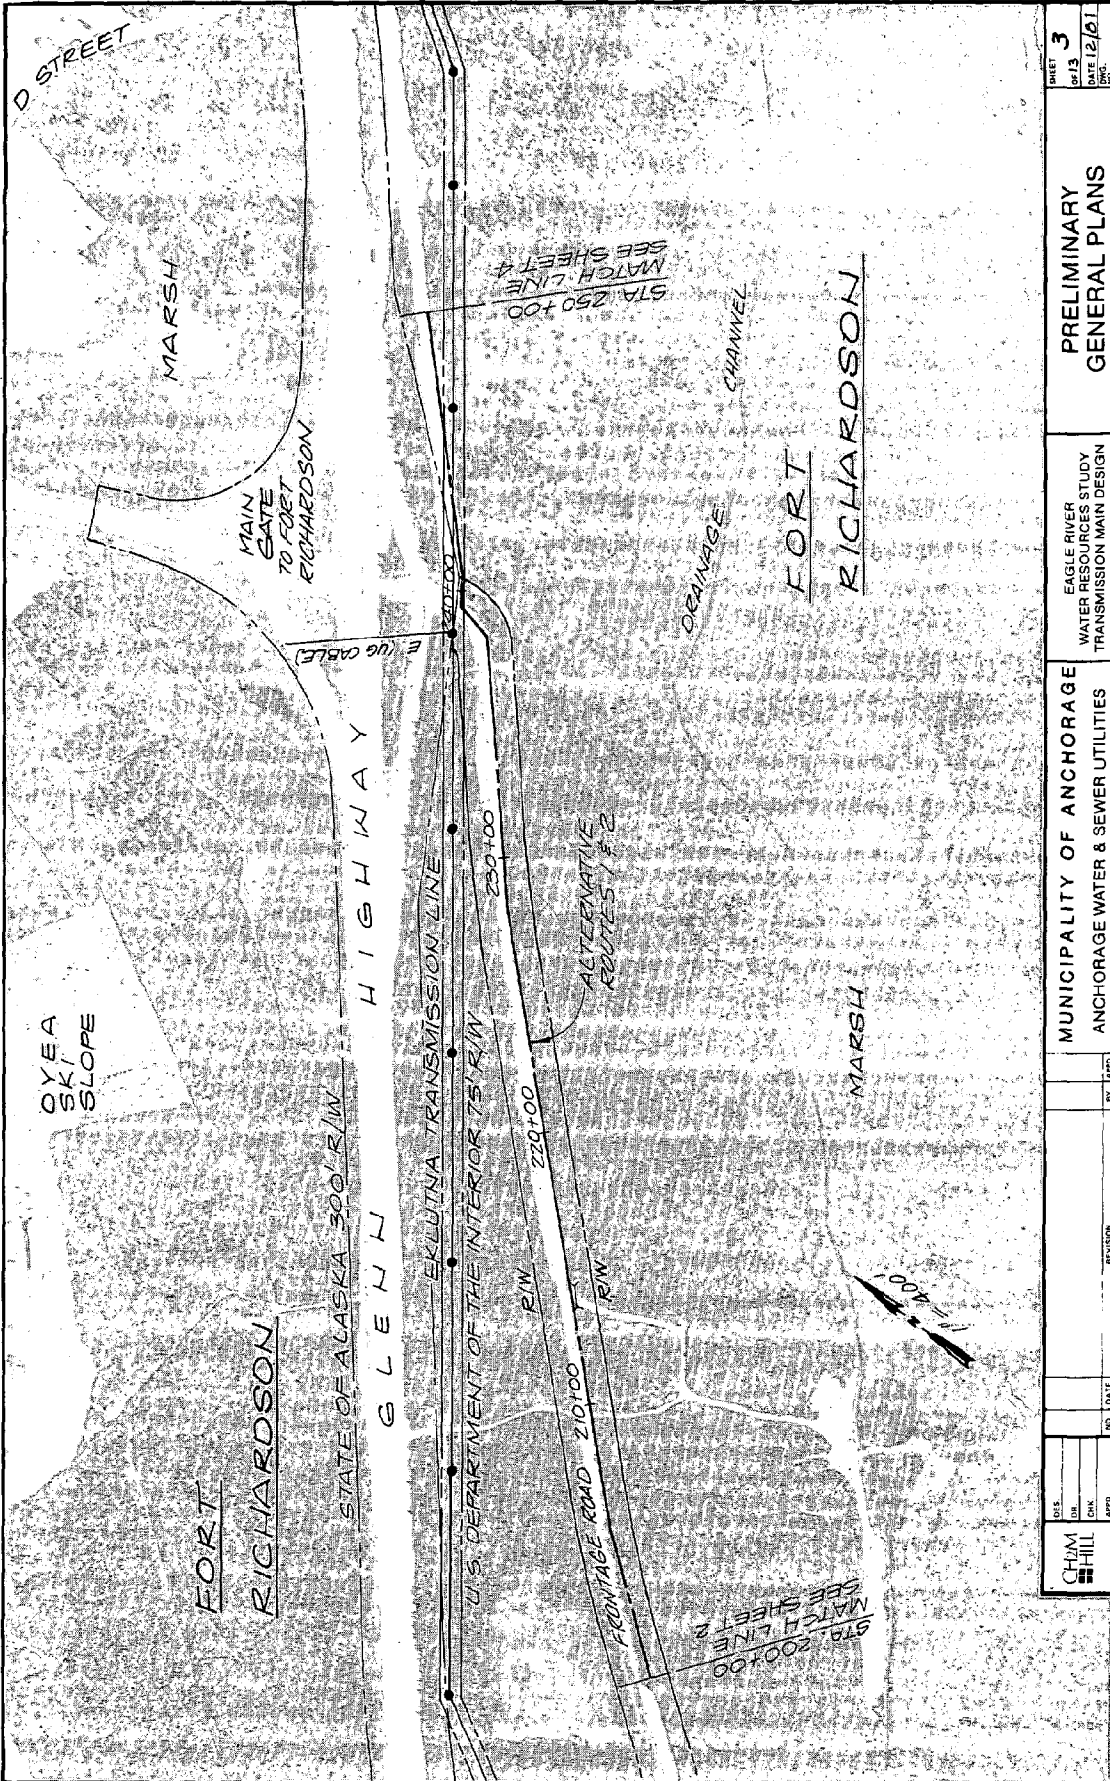 D STREET
MARSH
MAIN
GATE
TO FORT
RICHARDSON
OYEA
SKI
SLOPE
FORT
RICHARDSON
STATE OF ALASKA 300' R/W
GLENN HIGHWAY
E (UG CABLE)
EKLUTNA TRANSMISSION LINE
U.S. DEPARTMENT OF THE INTERIOR 75' R/W
R/W
R/W
FRONTAGE ROAD
210+00
220+00
230+00
240+00
ALTERNATIVE
ROUTES 1 & 2
STA. 200+00
MATCH LINE
SEE SHEET 2
STA. 250+00
MATCH LINE
SEE SHEET 4
DRAINAGE CHANNEL
FORT
RICHARDSON
MARSH
N
1"=400'
CH2M
HILL
DES.
DR.
CHK.
APPD.
NO. DATE
REVISION
BY APPD.
MUNICIPALITY OF ANCHORAGE
ANCHORAGE WATER & SEWER UTILITIES
EAGLE RIVER
WATER RESOURCES STUDY
TRANSMISSION MAIN DESIGN
PRELIMINARY
GENERAL PLANS
SHEET 3
OF 13
DATE 12/81
DWG.